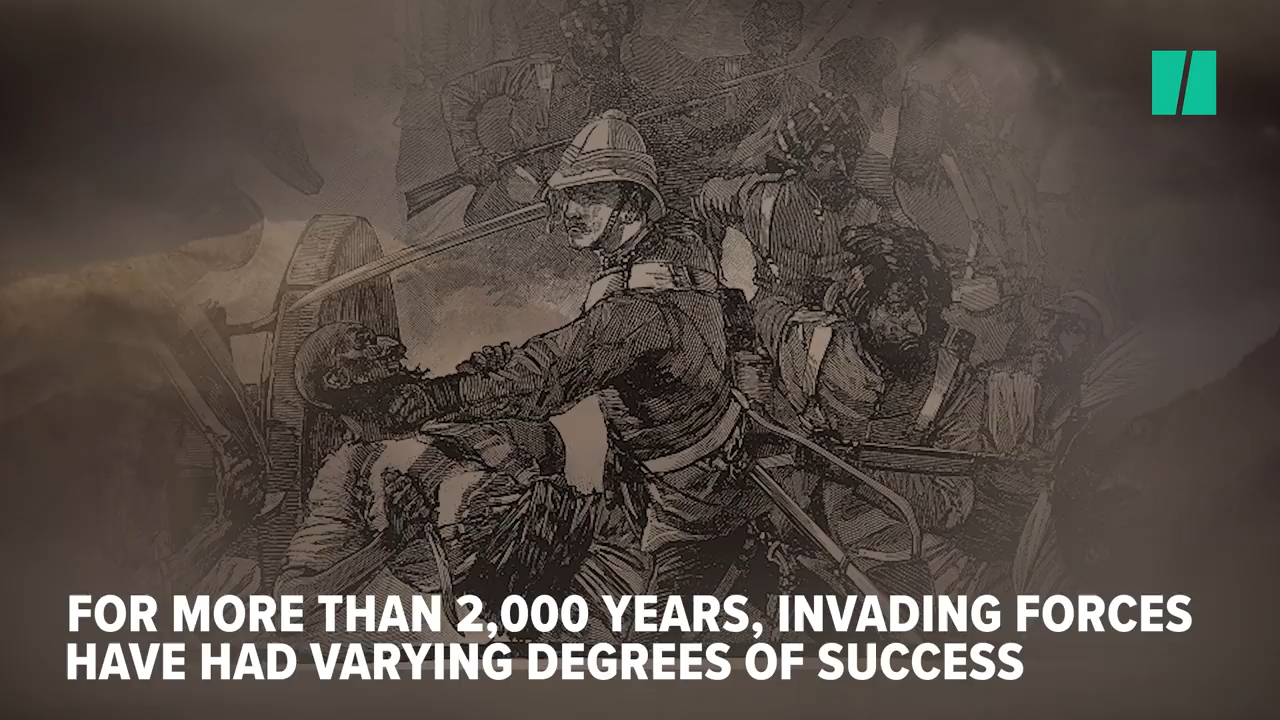 FOR MORE THAN 2,000 YEARS, INVADING FORCES
HAVE HAD VARYING DEGREES OF SUCCESS